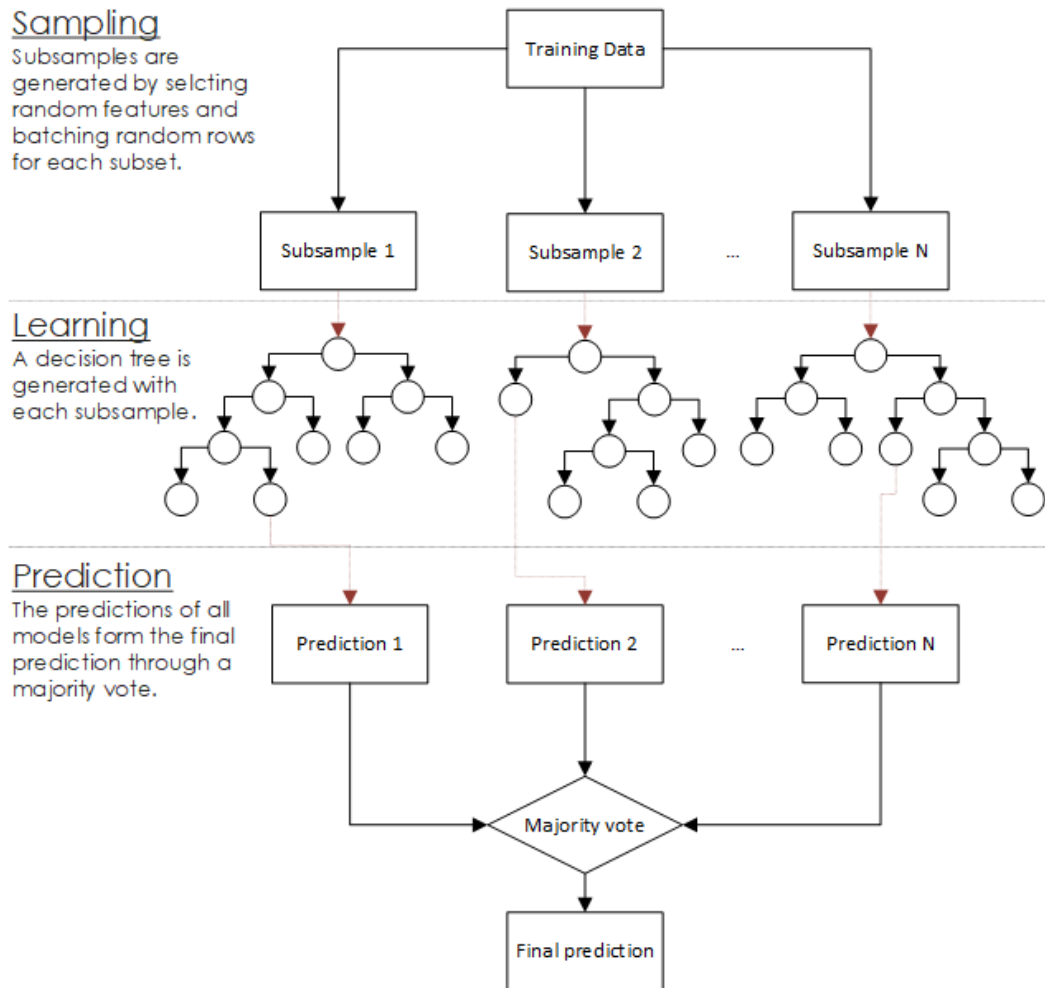 Sampling
Subsamples are
generated by selcting
random features and
batching random rows
for each subset.
Training Data
Subsample 1
Subsample 2
...
Subsample N
Learning
A decision tree is
generated with
each subsample.
Prediction
The predictions of all
models form the final
prediction through a
majority vote.
Prediction 1
Prediction 2
...
Prediction N
Majority vote
Final prediction